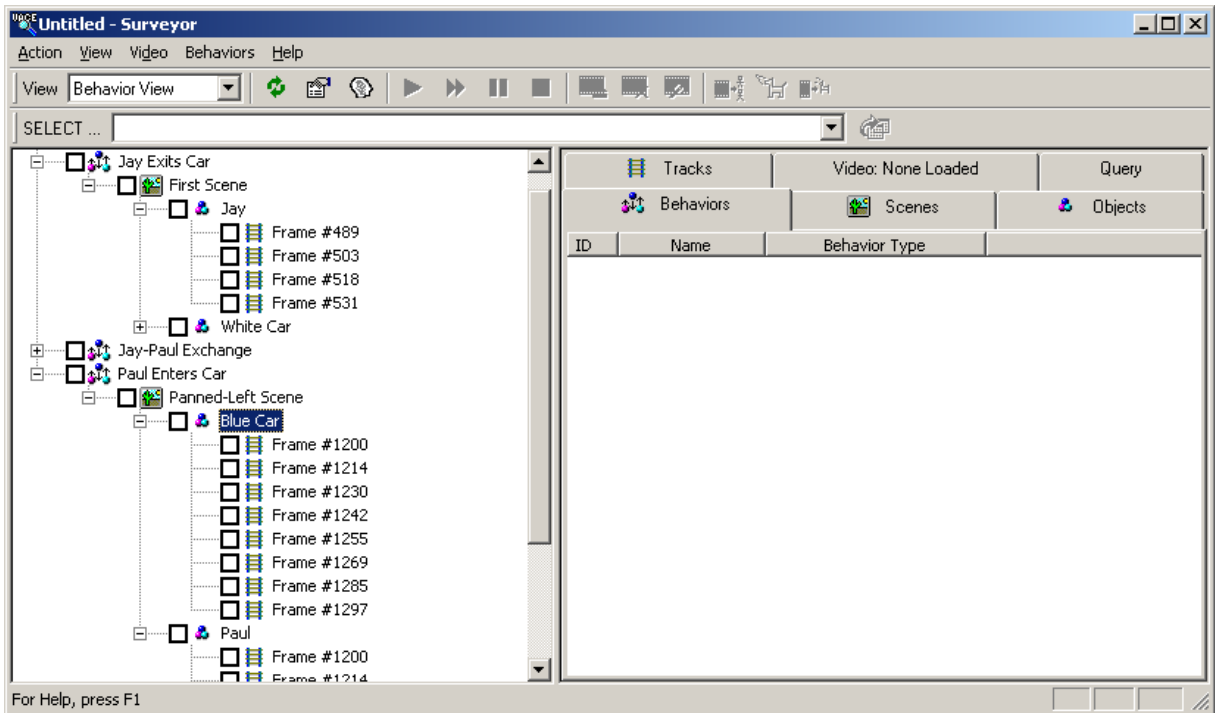 VACE Untitled - Surveyor
Action View Video Behaviors Help
View Behavior View
SELECT ...
Jay Exits Car
First Scene
Jay
Frame #489
Frame #503
Frame #518
Frame #531
White Car
Jay-Paul Exchange
Paul Enters Car
Panned-Left Scene
Blue Car
Frame #1200
Frame #1214
Frame #1230
Frame #1242
Frame #1255
Frame #1269
Frame #1285
Frame #1297
Paul
Frame #1200
Frame #1214
Tracks Video: None Loaded Query
Behaviors Scenes Objects
ID Name Behavior Type
For Help, press F1